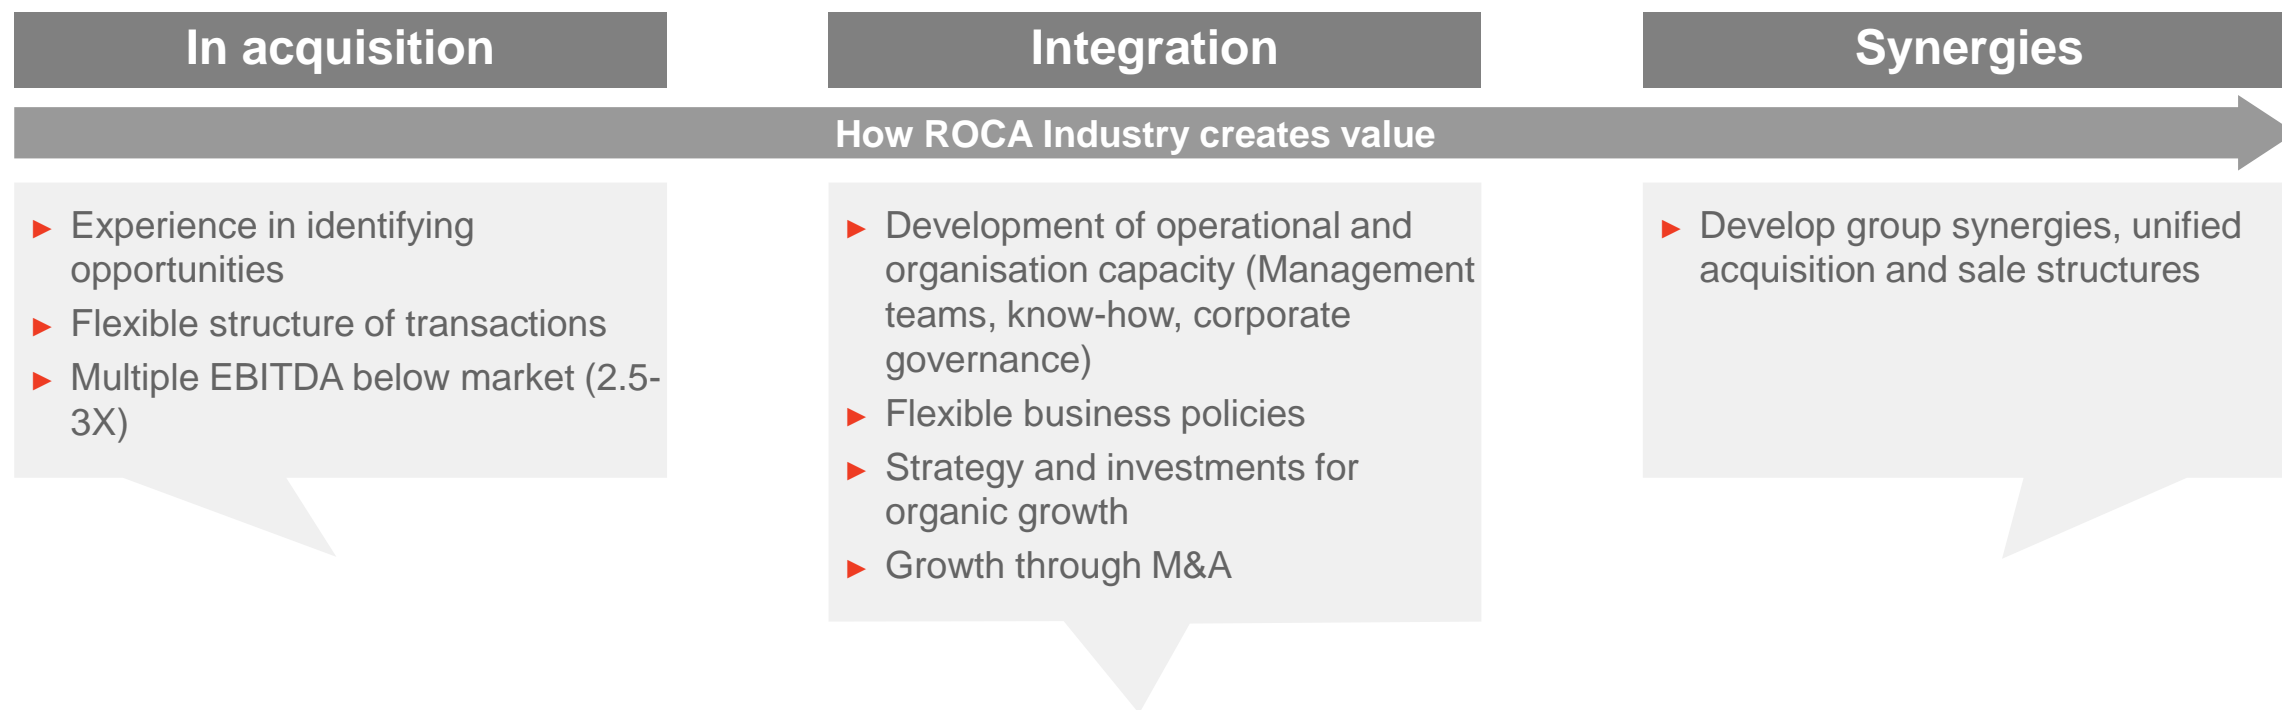 In acquisition
Integration
Synergies
How ROCA Industry creates value
► Experience in identifying
opportunities
► Flexible structure of transactions
► Multiple EBITDA below market (2.5-
3X)
► Development of operational and
organisation capacity (Management
teams, know-how, corporate
governance)
► Flexible business policies
► Strategy and investments for
organic growth
► Growth through M&A
► Develop group synergies, unified
acquisition and sale structures